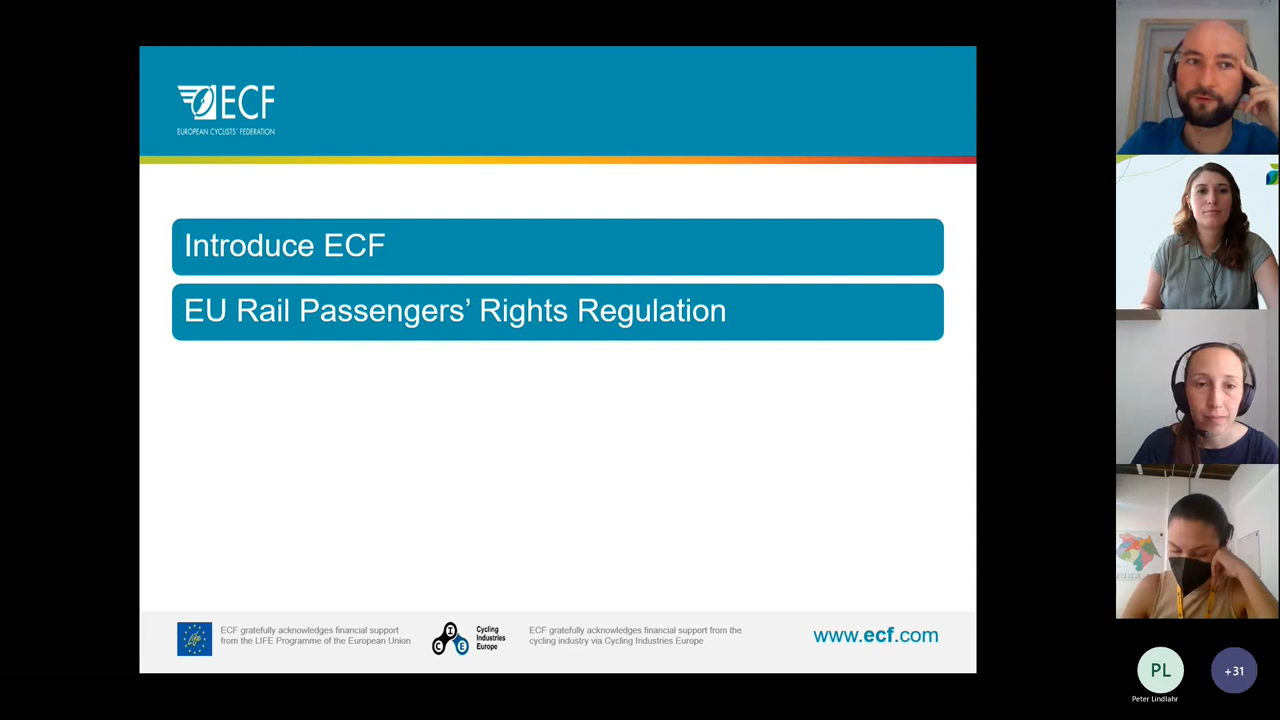 ECF
EUROPEAN CYCLISTS' FEDERATION
Introduce ECF
EU Rail Passengers’ Rights Regulation
ECF gratefully acknowledges financial support
from the LIFE Programme of the European Union
Life
I
C E
Cycling
Industries
Europe
ECF gratefully acknowledges financial support from the
cycling industry via Cycling Industries Europe
www.ecf.com
PL
Peter Lindlahr
+31